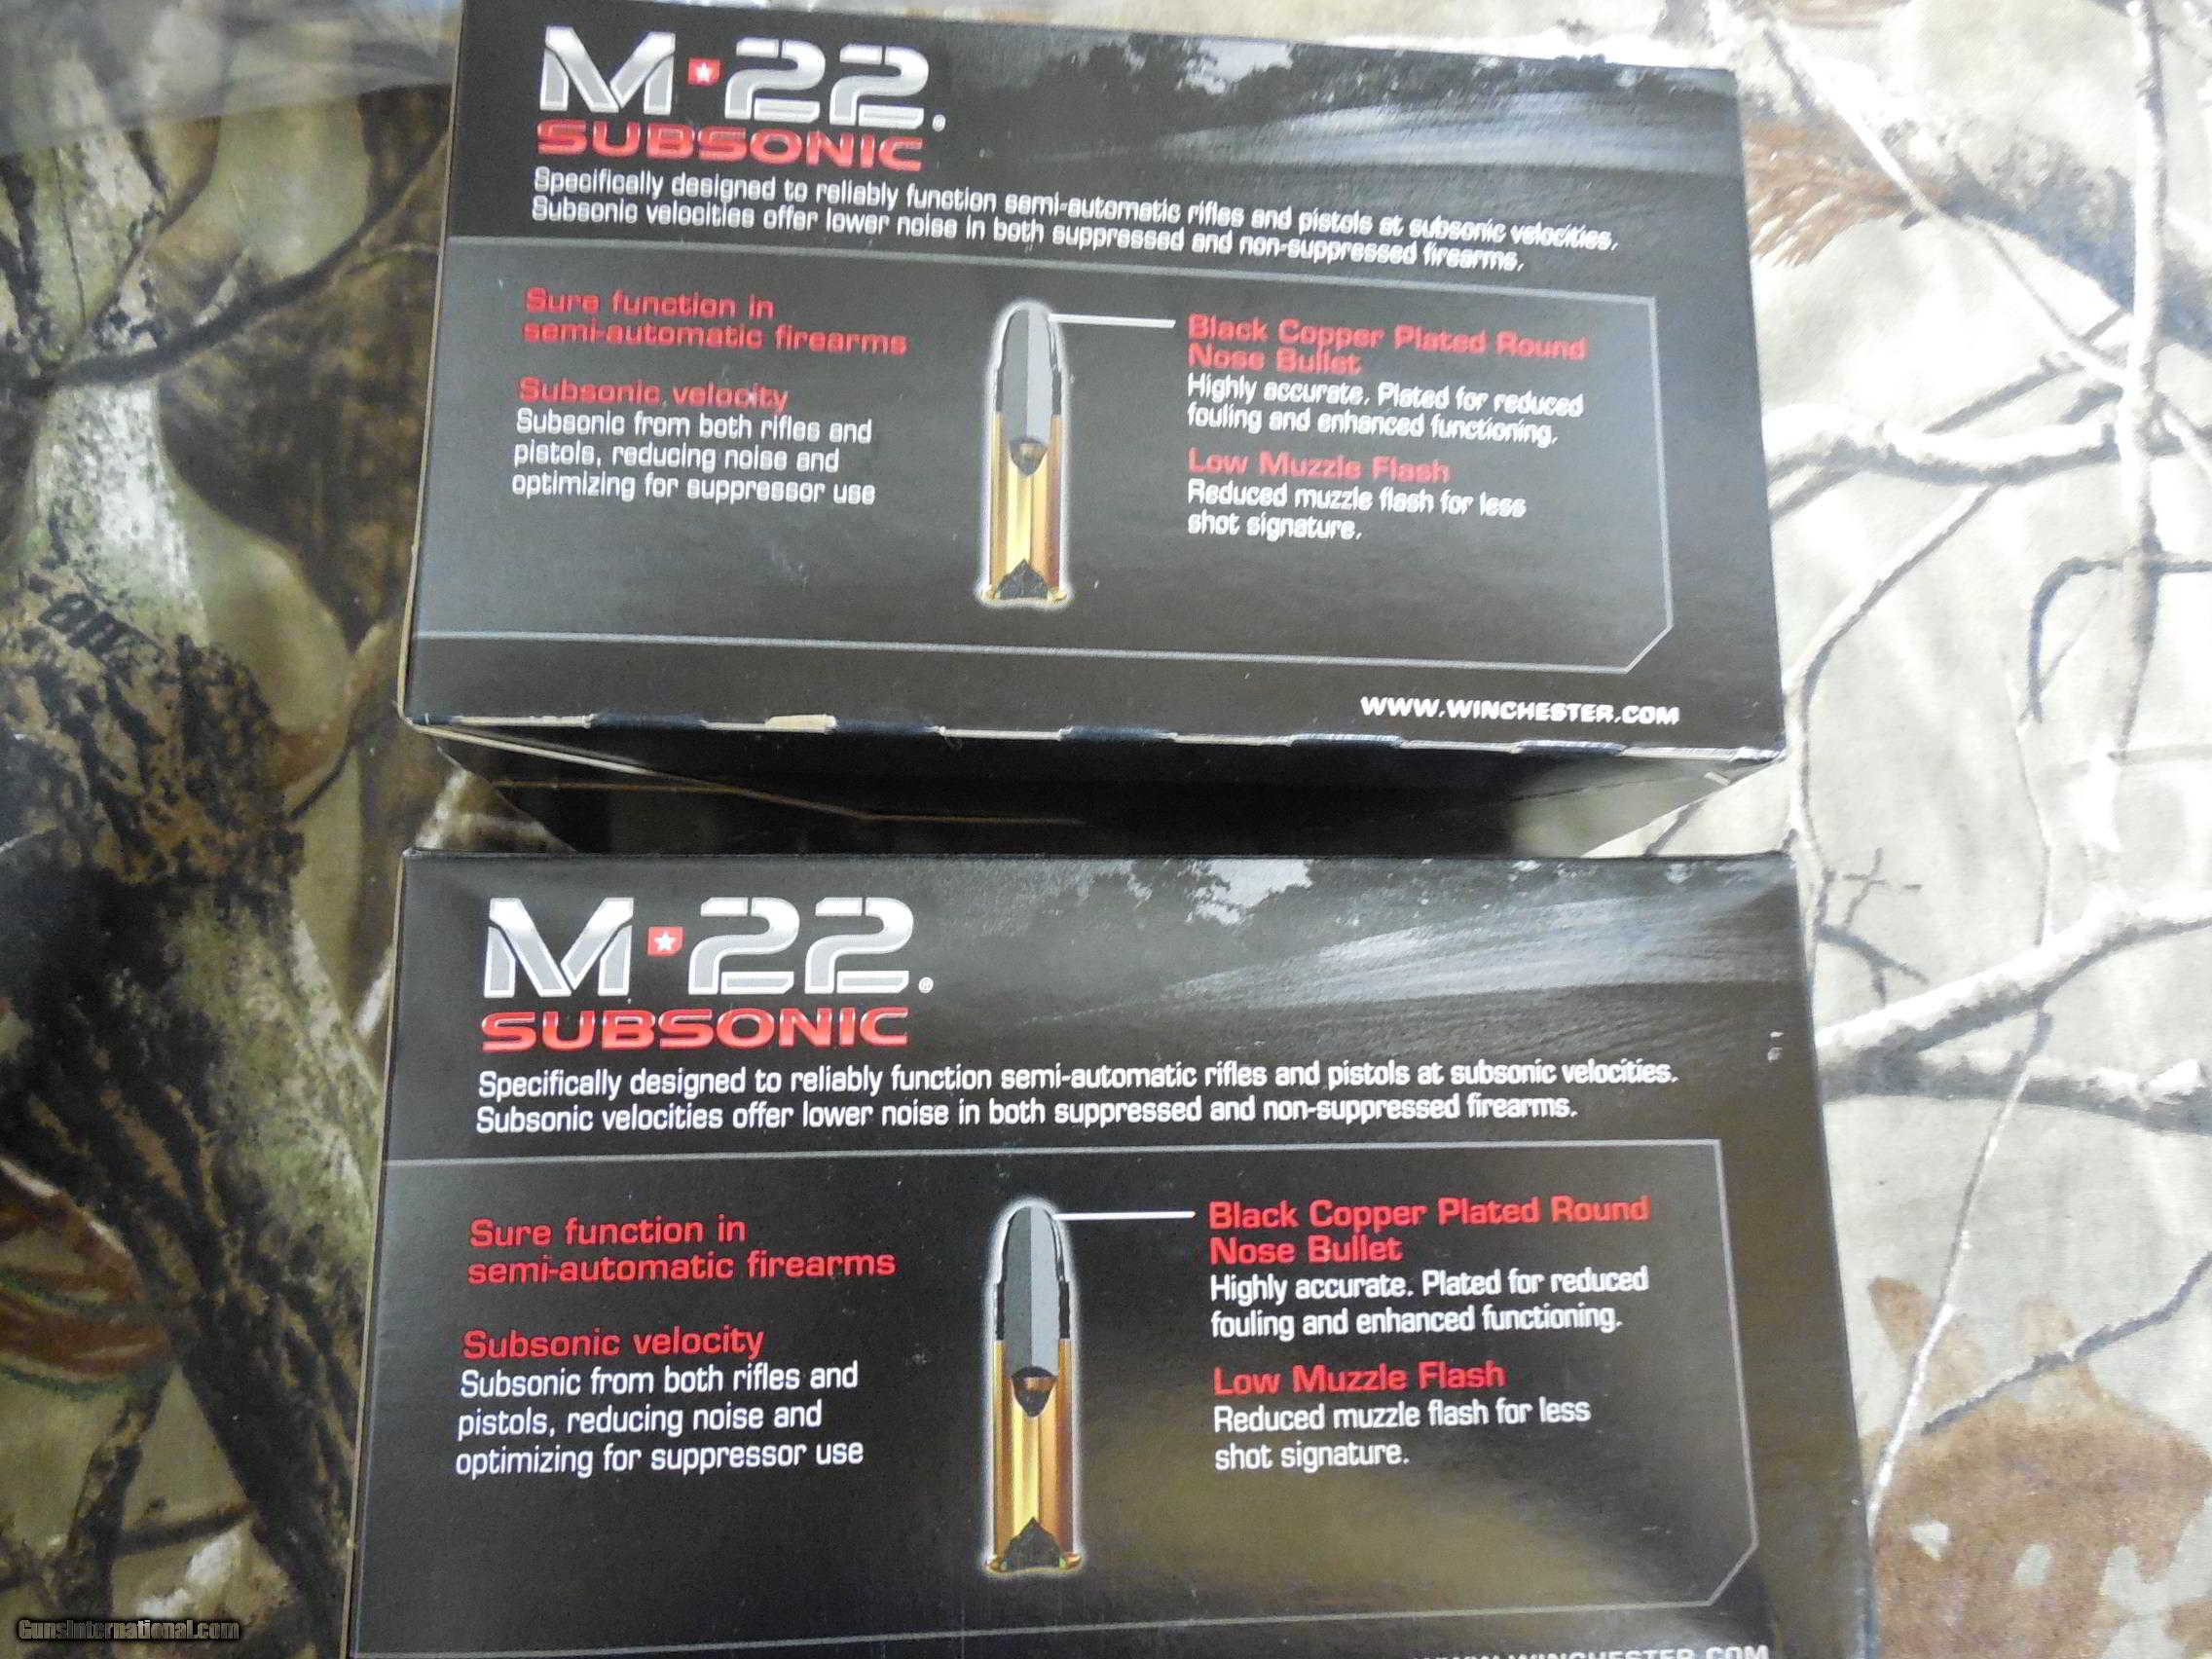 M★22®
SUBSONIC
Specifically designed to reliably function semi-automatic rifles and pistols at subsonic velocities.
Subsonic velocities offer lower noise in both suppressed and non-suppressed firearms.
Sure function in
semi-automatic firearms
Subsonic velocity
Subsonic from both rifles and
pistols, reducing noise and
optimizing for suppressor use
Black Copper Plated Round
Nose Bullet
Highly accurate. Plated for reduced
fouling and enhanced functioning.
Low Muzzle Flash
Reduced muzzle flash for less
shot signature.
WWW.WINCHESTER.COM
M★22®
SUBSONIC
Specifically designed to reliably function semi-automatic rifles and pistols at subsonic velocities.
Subsonic velocities offer lower noise in both suppressed and non-suppressed firearms.
Sure function in
semi-automatic firearms
Subsonic velocity
Subsonic from both rifles and
pistols, reducing noise and
optimizing for suppressor use
Black Copper Plated Round
Nose Bullet
Highly accurate. Plated for reduced
fouling and enhanced functioning.
Low Muzzle Flash
Reduced muzzle flash for less
shot signature.
WWW.WINCHESTER.COM
GunsInternational.com